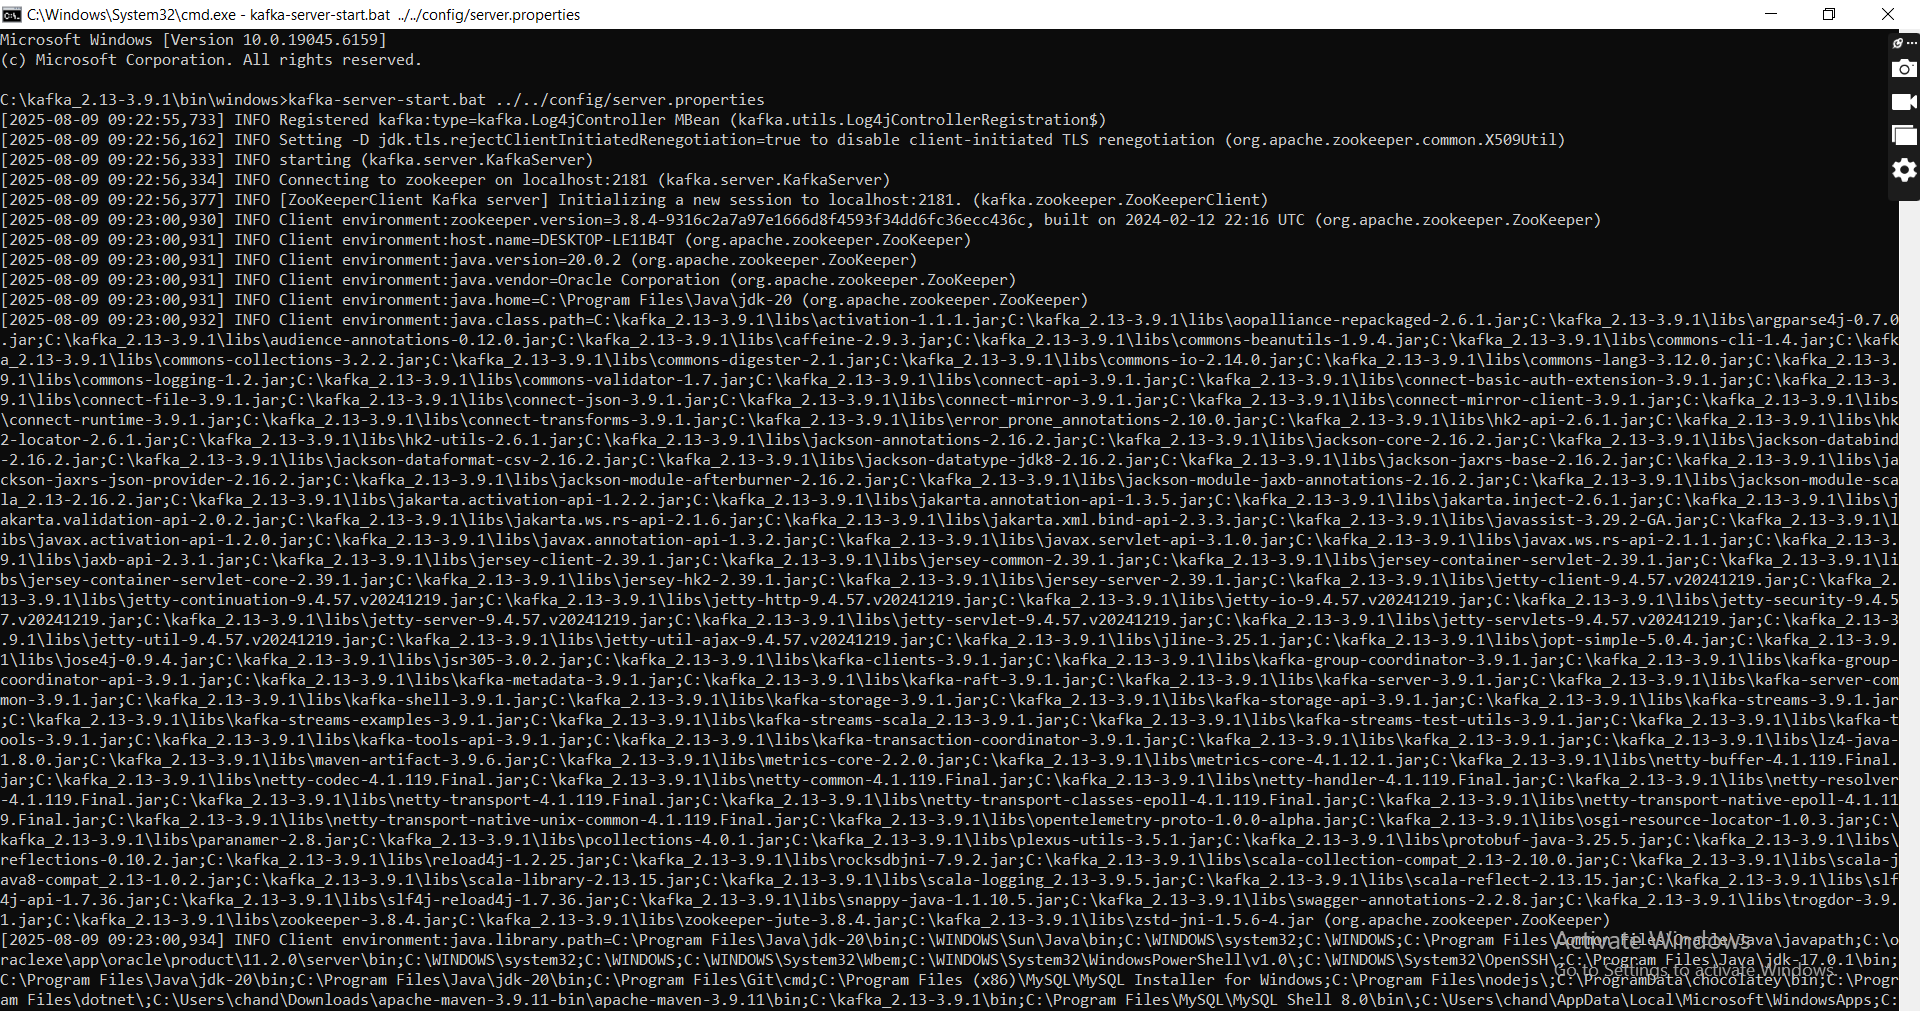 C:\Windows\System32\cmd.exe - kafka-server-start.bat  ../../config/server.properties
Microsoft Windows [Version 10.0.19045.6159]
(c) Microsoft Corporation. All rights reserved.
C:\kafka_2.13-3.9.1\bin\windows>kafka-server-start.bat ../../config/server.properties
[2025-08-09 09:22:55,733] INFO Registered kafka:type=kafka.Log4jController MBean (kafka.utils.Log4jControllerRegistration$)
[2025-08-09 09:22:56,162] INFO Setting -D jdk.tls.rejectClientInitiatedRenegotiation=true to disable client-initiated TLS renegotiation (org.apache.zookeeper.common.X509Util)
[2025-08-09 09:22:56,333] INFO starting (kafka.server.KafkaServer)
[2025-08-09 09:22:56,334] INFO Connecting to zookeeper on localhost:2181 (kafka.server.KafkaServer)
[2025-08-09 09:22:56,377] INFO [ZooKeeperClient Kafka server] Initializing a new session to localhost:2181. (kafka.zookeeper.ZooKeeperClient)
[2025-08-09 09:23:00,930] INFO Client environment:zookeeper.version=3.8.4-9316c2a7a97e1666d8f4593f34dd6fc36ecc436c, built on 2024-02-12 22:16 UTC (org.apache.zookeeper.ZooKeeper)
[2025-08-09 09:23:00,931] INFO Client environment:host.name=DESKTOP-LE11B4T (org.apache.zookeeper.ZooKeeper)
[2025-08-09 09:23:00,931] INFO Client environment:java.version=20.0.2 (org.apache.zookeeper.ZooKeeper)
[2025-08-09 09:23:00,931] INFO Client environment:java.vendor=Oracle Corporation (org.apache.zookeeper.ZooKeeper)
[2025-08-09 09:23:00,931] INFO Client environment:java.home=C:\Program Files\Java\jdk-20 (org.apache.zookeeper.ZooKeeper)
[2025-08-09 09:23:00,932] INFO Client environment:java.class.path=C:\kafka_2.13-3.9.1\libs\activation-1.1.1.jar;C:\kafka_2.13-3.9.1\libs\aopalliance-repackaged-2.6.1.jar;C:\kafka_2.13-3.9.1\libs\argparse4j-0.7.0
.jar;C:\kafka_2.13-3.9.1\libs\audience-annotations-0.12.0.jar;C:\kafka_2.13-3.9.1\libs\caffeine-2.9.3.jar;C:\kafka_2.13-3.9.1\libs\commons-beanutils-1.9.4.jar;C:\kafka_2.13-3.9.1\libs\commons-cli-1.4.jar;C:\kafk
a_2.13-3.9.1\libs\commons-collections-3.2.2.jar;C:\kafka_2.13-3.9.1\libs\commons-digester-2.1.jar;C:\kafka_2.13-3.9.1\libs\commons-io-2.14.0.jar;C:\kafka_2.13-3.9.1\libs\commons-lang3-3.12.0.jar;C:\kafka_2.13-3.
9.1\libs\commons-logging-1.2.jar;C:\kafka_2.13-3.9.1\libs\commons-validator-1.7.jar;C:\kafka_2.13-3.9.1\libs\connect-api-3.9.1.jar;C:\kafka_2.13-3.9.1\libs\connect-basic-auth-extension-3.9.1.jar;C:\kafka_2.13-3.
9.1\libs\connect-file-3.9.1.jar;C:\kafka_2.13-3.9.1\libs\connect-json-3.9.1.jar;C:\kafka_2.13-3.9.1\libs\connect-mirror-3.9.1.jar;C:\kafka_2.13-3.9.1\libs\connect-mirror-client-3.9.1.jar;C:\kafka_2.13-3.9.1\libs
\connect-runtime-3.9.1.jar;C:\kafka_2.13-3.9.1\libs\connect-transforms-3.9.1.jar;C:\kafka_2.13-3.9.1\libs\error_prone_annotations-2.10.0.jar;C:\kafka_2.13-3.9.1\libs\hk2-api-2.6.1.jar;C:\kafka_2.13-3.9.1\libs\hk
2-locator-2.6.1.jar;C:\kafka_2.13-3.9.1\libs\hk2-utils-2.6.1.jar;C:\kafka_2.13-3.9.1\libs\jackson-annotations-2.16.2.jar;C:\kafka_2.13-3.9.1\libs\jackson-core-2.16.2.jar;C:\kafka_2.13-3.9.1\libs\jackson-databind
-2.16.2.jar;C:\kafka_2.13-3.9.1\libs\jackson-dataformat-csv-2.16.2.jar;C:\kafka_2.13-3.9.1\libs\jackson-datatype-jdk8-2.16.2.jar;C:\kafka_2.13-3.9.1\libs\jackson-jaxrs-base-2.16.2.jar;C:\kafka_2.13-3.9.1\libs\ja
ckson-jaxrs-json-provider-2.16.2.jar;C:\kafka_2.13-3.9.1\libs\jackson-module-afterburner-2.16.2.jar;C:\kafka_2.13-3.9.1\libs\jackson-module-jaxb-annotations-2.16.2.jar;C:\kafka_2.13-3.9.1\libs\jackson-module-sca
la_2.13-2.16.2.jar;C:\kafka_2.13-3.9.1\libs\jakarta.activation-api-1.2.2.jar;C:\kafka_2.13-3.9.1\libs\jakarta.annotation-api-1.3.5.jar;C:\kafka_2.13-3.9.1\libs\jakarta.inject-2.6.1.jar;C:\kafka_2.13-3.9.1\libs\j
akarta.validation-api-2.0.2.jar;C:\kafka_2.13-3.9.1\libs\jakarta.ws.rs-api-2.1.6.jar;C:\kafka_2.13-3.9.1\libs\jakarta.xml.bind-api-2.3.3.jar;C:\kafka_2.13-3.9.1\libs\javassist-3.29.2-GA.jar;C:\kafka_2.13-3.9.1\l
ibs\javax.activation-api-1.2.0.jar;C:\kafka_2.13-3.9.1\libs\javax.annotation-api-1.3.2.jar;C:\kafka_2.13-3.9.1\libs\javax.servlet-api-3.1.0.jar;C:\kafka_2.13-3.9.1\libs\javax.ws.rs-api-2.1.1.jar;C:\kafka_2.13-3.
9.1\libs\jaxb-api-2.3.1.jar;C:\kafka_2.13-3.9.1\libs\jersey-client-2.39.1.jar;C:\kafka_2.13-3.9.1\libs\jersey-common-2.39.1.jar;C:\kafka_2.13-3.9.1\libs\jersey-container-servlet-2.39.1.jar;C:\kafka_2.13-3.9.1\li
bs\jersey-container-servlet-core-2.39.1.jar;C:\kafka_2.13-3.9.1\libs\jersey-hk2-2.39.1.jar;C:\kafka_2.13-3.9.1\libs\jersey-server-2.39.1.jar;C:\kafka_2.13-3.9.1\libs\jetty-client-9.4.57.v20241219.jar;C:\kafka_2.
13-3.9.1\libs\jetty-continuation-9.4.57.v20241219.jar;C:\kafka_2.13-3.9.1\libs\jetty-http-9.4.57.v20241219.jar;C:\kafka_2.13-3.9.1\libs\jetty-io-9.4.57.v20241219.jar;C:\kafka_2.13-3.9.1\libs\jetty-security-9.4.5
7.v20241219.jar;C:\kafka_2.13-3.9.1\libs\jetty-server-9.4.57.v20241219.jar;C:\kafka_2.13-3.9.1\libs\jetty-servlet-9.4.57.v20241219.jar;C:\kafka_2.13-3.9.1\libs\jetty-servlets-9.4.57.v20241219.jar;C:\kafka_2.13-3
.9.1\libs\jetty-util-9.4.57.v20241219.jar;C:\kafka_2.13-3.9.1\libs\jetty-util-ajax-9.4.57.v20241219.jar;C:\kafka_2.13-3.9.1\libs\jline-3.25.1.jar;C:\kafka_2.13-3.9.1\libs\jopt-simple-5.0.4.jar;C:\kafka_2.13-3.9.
1\libs\jose4j-0.9.4.jar;C:\kafka_2.13-3.9.1\libs\jsr305-3.0.2.jar;C:\kafka_2.13-3.9.1\libs\kafka-clients-3.9.1.jar;C:\kafka_2.13-3.9.1\libs\kafka-group-coordinator-3.9.1.jar;C:\kafka_2.13-3.9.1\libs\kafka-group-
coordinator-api-3.9.1.jar;C:\kafka_2.13-3.9.1\libs\kafka-metadata-3.9.1.jar;C:\kafka_2.13-3.9.1\libs\kafka-raft-3.9.1.jar;C:\kafka_2.13-3.9.1\libs\kafka-server-3.9.1.jar;C:\kafka_2.13-3.9.1\libs\kafka-server-com
mon-3.9.1.jar;C:\kafka_2.13-3.9.1\libs\kafka-shell-3.9.1.jar;C:\kafka_2.13-3.9.1\libs\kafka-storage-3.9.1.jar;C:\kafka_2.13-3.9.1\libs\kafka-storage-api-3.9.1.jar;C:\kafka_2.13-3.9.1\libs\kafka-streams-3.9.1.jar
;C:\kafka_2.13-3.9.1\libs\kafka-streams-examples-3.9.1.jar;C:\kafka_2.13-3.9.1\libs\kafka-streams-scala_2.13-3.9.1.jar;C:\kafka_2.13-3.9.1\libs\kafka-streams-test-utils-3.9.1.jar;C:\kafka_2.13-3.9.1\libs\kafka-t
ools-3.9.1.jar;C:\kafka_2.13-3.9.1\libs\kafka-tools-api-3.9.1.jar;C:\kafka_2.13-3.9.1\libs\kafka-transaction-coordinator-3.9.1.jar;C:\kafka_2.13-3.9.1\libs\kafka_2.13-3.9.1.jar;C:\kafka_2.13-3.9.1\libs\lz4-java-
1.8.0.jar;C:\kafka_2.13-3.9.1\libs\maven-artifact-3.9.6.jar;C:\kafka_2.13-3.9.1\libs\metrics-core-2.2.0.jar;C:\kafka_2.13-3.9.1\libs\metrics-core-4.1.12.1.jar;C:\kafka_2.13-3.9.1\libs\netty-buffer-4.1.119.Final.
jar;C:\kafka_2.13-3.9.1\libs\netty-codec-4.1.119.Final.jar;C:\kafka_2.13-3.9.1\libs\netty-common-4.1.119.Final.jar;C:\kafka_2.13-3.9.1\libs\netty-handler-4.1.119.Final.jar;C:\kafka_2.13-3.9.1\libs\netty-resolver
-4.1.119.Final.jar;C:\kafka_2.13-3.9.1\libs\netty-transport-4.1.119.Final.jar;C:\kafka_2.13-3.9.1\libs\netty-transport-classes-epoll-4.1.119.Final.jar;C:\kafka_2.13-3.9.1\libs\netty-transport-native-epoll-4.1.11
9.Final.jar;C:\kafka_2.13-3.9.1\libs\netty-transport-native-unix-common-4.1.119.Final.jar;C:\kafka_2.13-3.9.1\libs\opentelemetry-proto-1.0.0-alpha.jar;C:\kafka_2.13-3.9.1\libs\osgi-resource-locator-1.0.3.jar;C:\
kafka_2.13-3.9.1\libs\paranamer-2.8.jar;C:\kafka_2.13-3.9.1\libs\pcollections-4.0.1.jar;C:\kafka_2.13-3.9.1\libs\plexus-utils-3.5.1.jar;C:\kafka_2.13-3.9.1\libs\protobuf-java-3.25.5.jar;C:\kafka_2.13-3.9.1\libs\
reflections-0.10.2.jar;C:\kafka_2.13-3.9.1\libs\reload4j-1.2.25.jar;C:\kafka_2.13-3.9.1\libs\rocksdbjni-7.9.2.jar;C:\kafka_2.13-3.9.1\libs\scala-collection-compat_2.13-2.10.0.jar;C:\kafka_2.13-3.9.1\libs\scala-j
ava8-compat_2.13-1.0.2.jar;C:\kafka_2.13-3.9.1\libs\scala-library-2.13.15.jar;C:\kafka_2.13-3.9.1\libs\scala-logging_2.13-3.9.5.jar;C:\kafka_2.13-3.9.1\libs\scala-reflect-2.13.15.jar;C:\kafka_2.13-3.9.1\libs\slf
4j-api-1.7.36.jar;C:\kafka_2.13-3.9.1\libs\slf4j-reload4j-1.7.36.jar;C:\kafka_2.13-3.9.1\libs\snappy-java-1.1.10.5.jar;C:\kafka_2.13-3.9.1\libs\swagger-annotations-2.2.8.jar;C:\kafka_2.13-3.9.1\libs\trogdor-3.9.
1.jar;C:\kafka_2.13-3.9.1\libs\zookeeper-3.8.4.jar;C:\kafka_2.13-3.9.1\libs\zookeeper-jute-3.8.4.jar;C:\kafka_2.13-3.9.1\libs\zstd-jni-1.5.6-4.jar (org.apache.zookeeper.ZooKeeper)
[2025-08-09 09:23:00,934] INFO Client environment:java.library.path=C:\Program Files\Java\jdk-20\bin;C:\WINDOWS\Sun\Java\bin;C:\WINDOWS\system32;C:\WINDOWS;C:\Program Files\Common Files\Oracle\Java\javapath;C:\o
raclexe\app\oracle\product\11.2.0\server\bin;C:\WINDOWS\system32;C:\WINDOWS;C:\WINDOWS\System32\Wbem;C:\WINDOWS\System32\WindowsPowerShell\v1.0\;C:\WINDOWS\System32\OpenSSH\;C:\Program Files\Java\jdk-17.0.1\bin;
C:\Program Files\Java\jdk-20\bin;C:\Program Files\Java\jdk-20\bin;C:\Program Files\Git\cmd;C:\Program Files (x86)\MySQL\MySQL Installer for Windows;C:\Program Files\nodejs\;C:\ProgramData\chocolatey\bin;C:\Progr
am Files\dotnet\;C:\Users\chand\Downloads\apache-maven-3.9.11-bin\apache-maven-3.9.11\bin;C:\kafka_2.13-3.9.1\bin;C:\Program Files\MySQL\MySQL Shell 8.0\bin\;C:\Users\chand\AppData\Local\Microsoft\WindowsApps;C:
Activate Windows
Go to Settings to activate Windows.